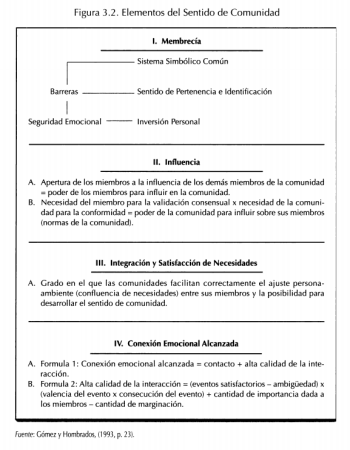 Figura 3.2. Elementos del Sentido de Comunidad
I. Membrecía
Sistema Simbólico Común
Barreras
Sentido de Pertenencia e Identificación
Seguridad Emocional
Inversión Personal
II. Influencia
A. Apertura de los miembros a la influencia de los demás miembros de la comunidad
= poder de los miembros para influir en la comunidad.
B. Necesidad del miembro para la validación consensual x necesidad de la comuni-
dad para la conformidad = poder de la comunidad para influir sobre sus miembros
(normas de la comunidad).
III. Integración y Satisfacción de Necesidades
A. Grado en el que las comunidades facilitan correctamente el ajuste persona-
ambiente (confluencia de necesidades) entre sus miembros y la posibilidad para
desarrollar el sentido de comunidad.
IV. Conexión Emocional Alcanzada
A. Formula 1: Conexión emocional alcanzada = contacto + alta calidad de la inte-
racción.
B. Formula 2: Alta calidad de la interacción = (eventos satisfactorios – ambigüedad) x
(valencia del evento x consecución del evento) + cantidad de importancia dada a
los miembros – cantidad de marginación.
Fuente: Gómez y Hombrados, (1993, p. 23).